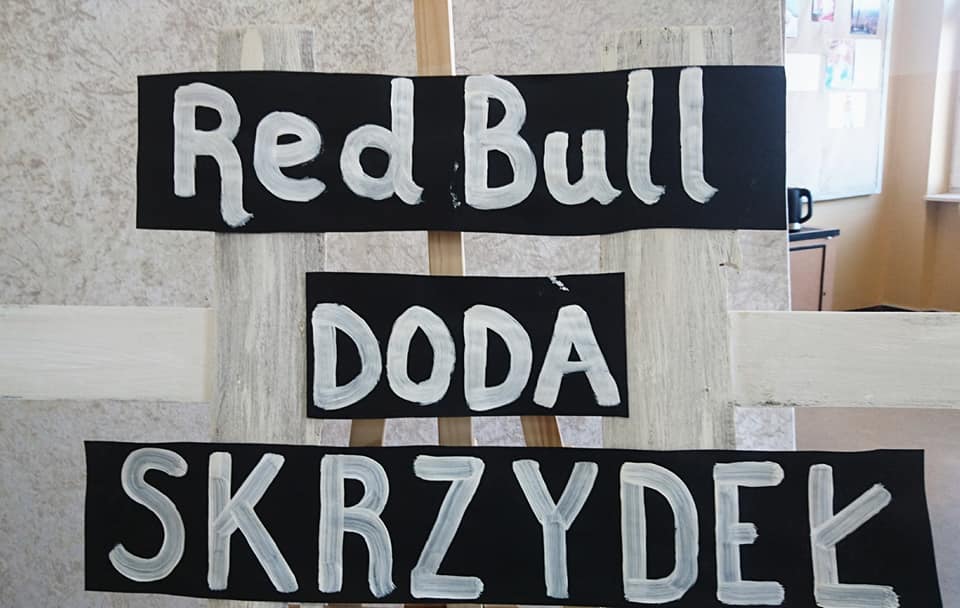 Red Bull
DODA
SKRZYDEŁ